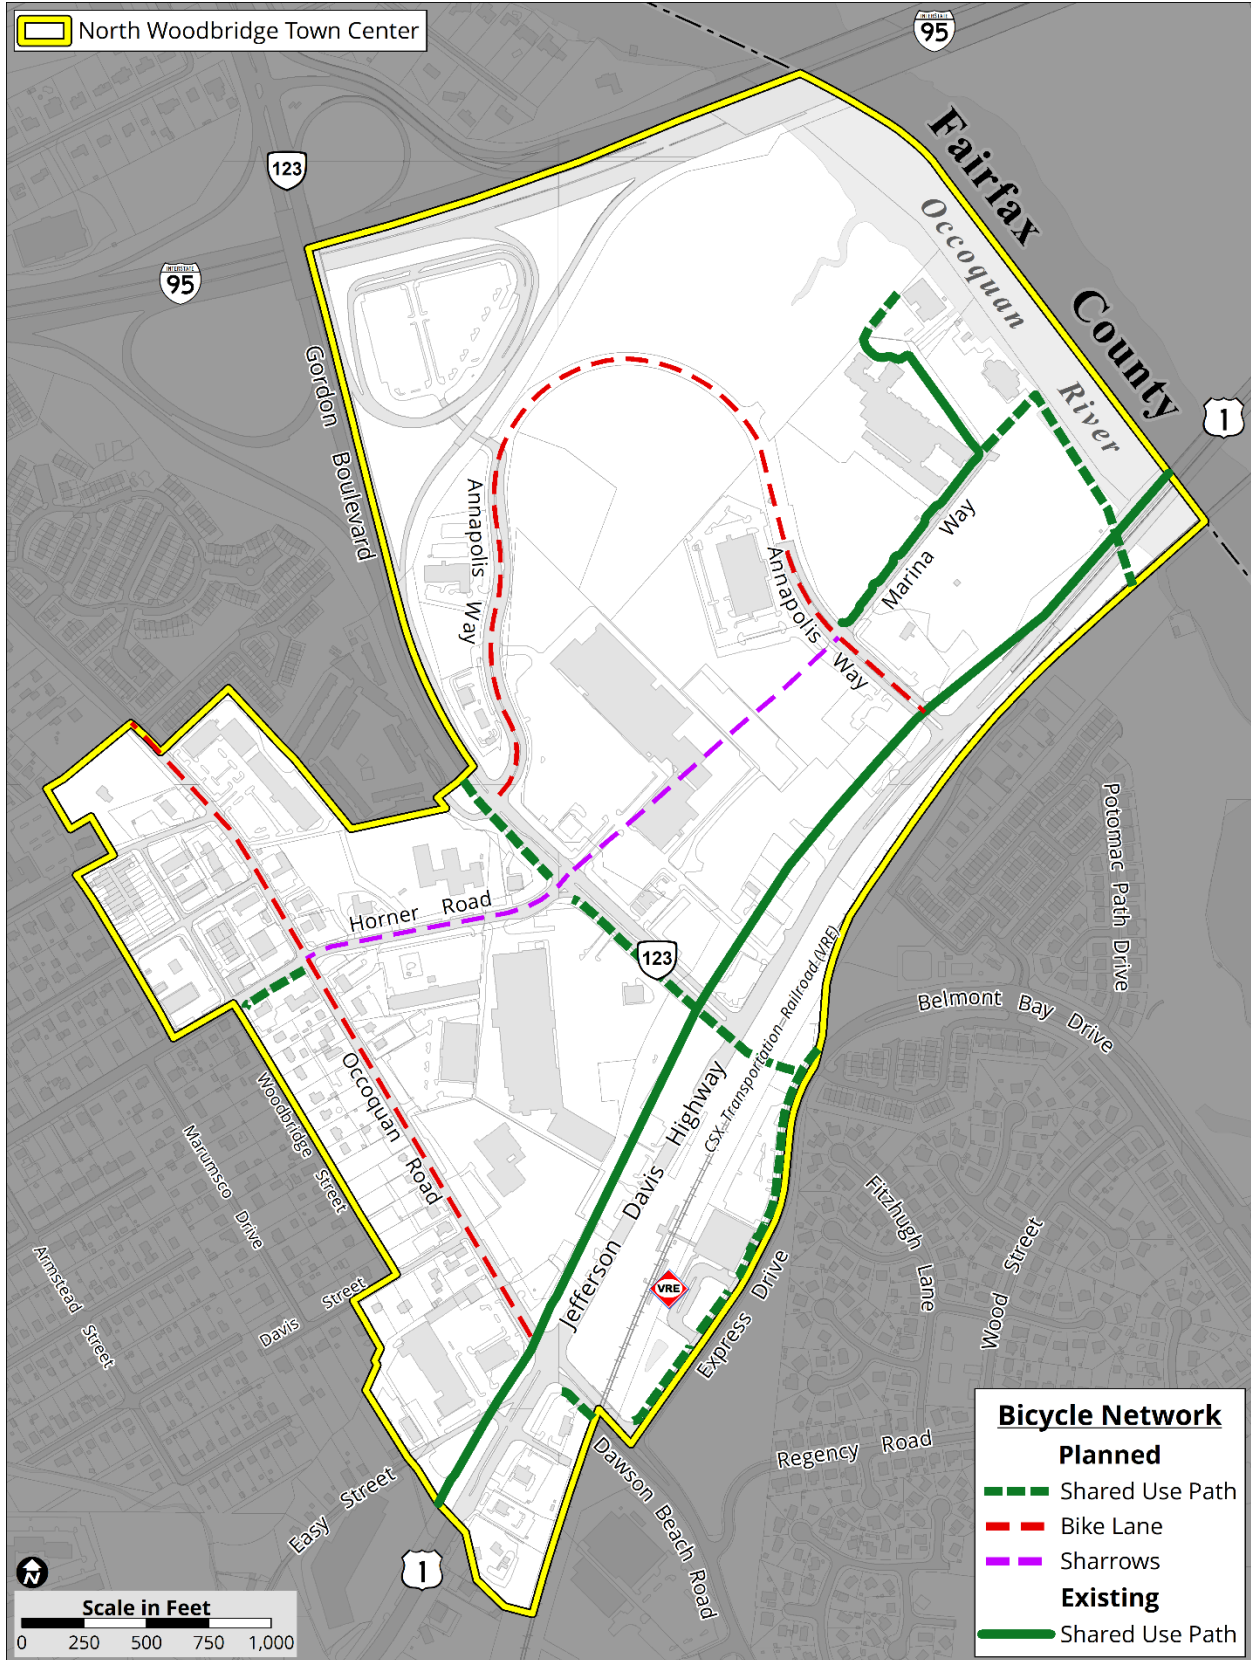 North Woodbridge Town Center
INTERSTATE
95
123
INTERSTATE
95
Fairfax County
Occoquan River
1
Gordon Boulevard
Annapolis Way
Annapolis Way
Marina Way
Potomac Path Drive
Horner Road
123
Belmont Bay Drive
CSX-Transportation-Railroad-(VRE)
Occoquan Road
Woodbridge Street
Marumsco Drive
Armstead Street
Davis Street
Jefferson Davis Highway
Fitzhugh Lane
Wood Street
VRE
Express Drive
Regency Road
Dawson Beach Road
Easy Street
1
N
Scale in Feet
0 250 500 750 1,000
Bicycle Network
Planned
Shared Use Path
Bike Lane
Sharrows
Existing
Shared Use Path